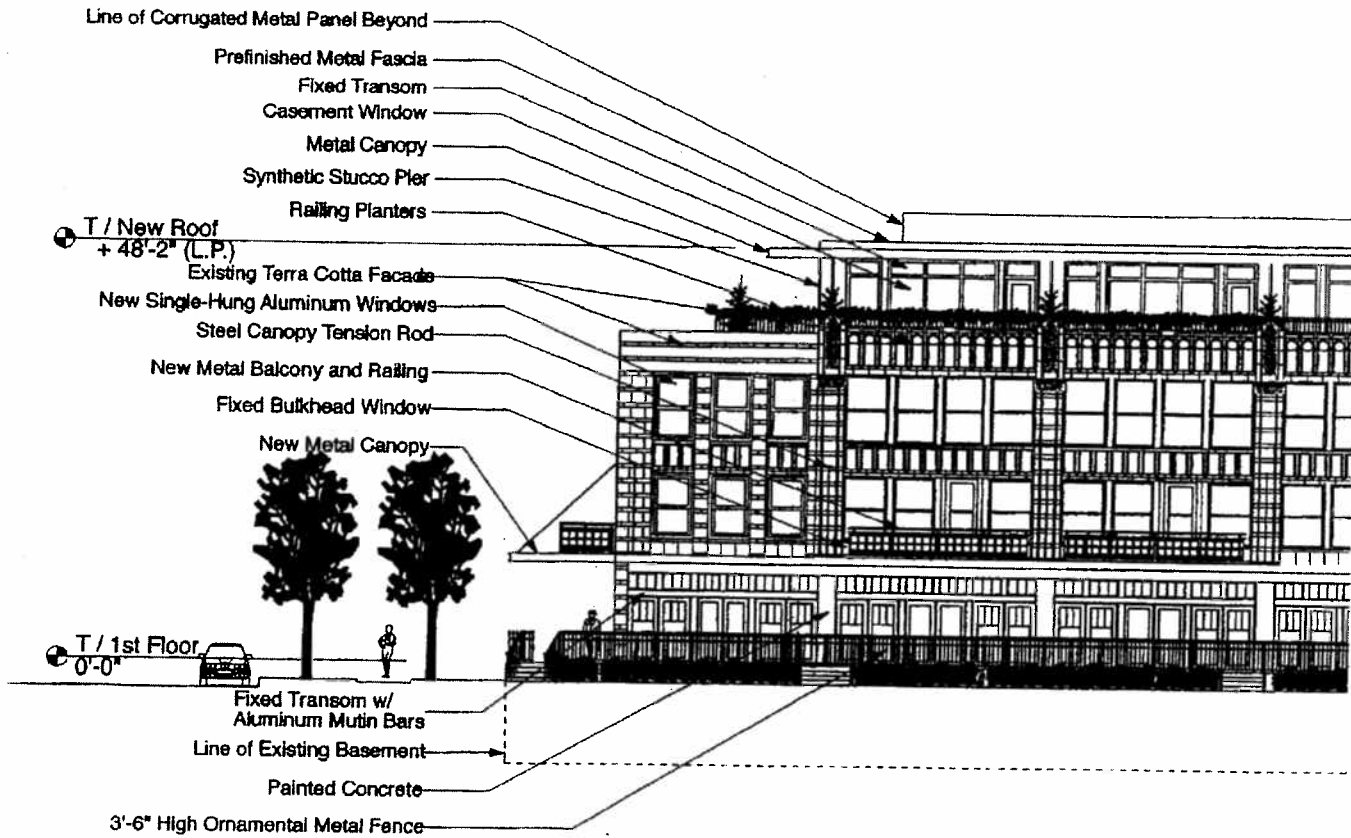 Line of Corrugated Metal Panel Beyond
Prefinished Metal Fascia
Fixed Transom
Casement Window
Metal Canopy
Synthetic Stucco Pier
Railing Planters
T / New Roof
+ 48'-2" (L.P.)
Existing Terra Cotta Facade
New Single-Hung Aluminum Windows
Steel Canopy Tension Rod
New Metal Balcony and Railing
Fixed Bulkhead Window
New Metal Canopy
T / 1st Floor
0'-0"
Fixed Transom w/
Aluminum Mutin Bars
Line of Existing Basement
Painted Concrete
3'-6" High Ornamental Metal Fence